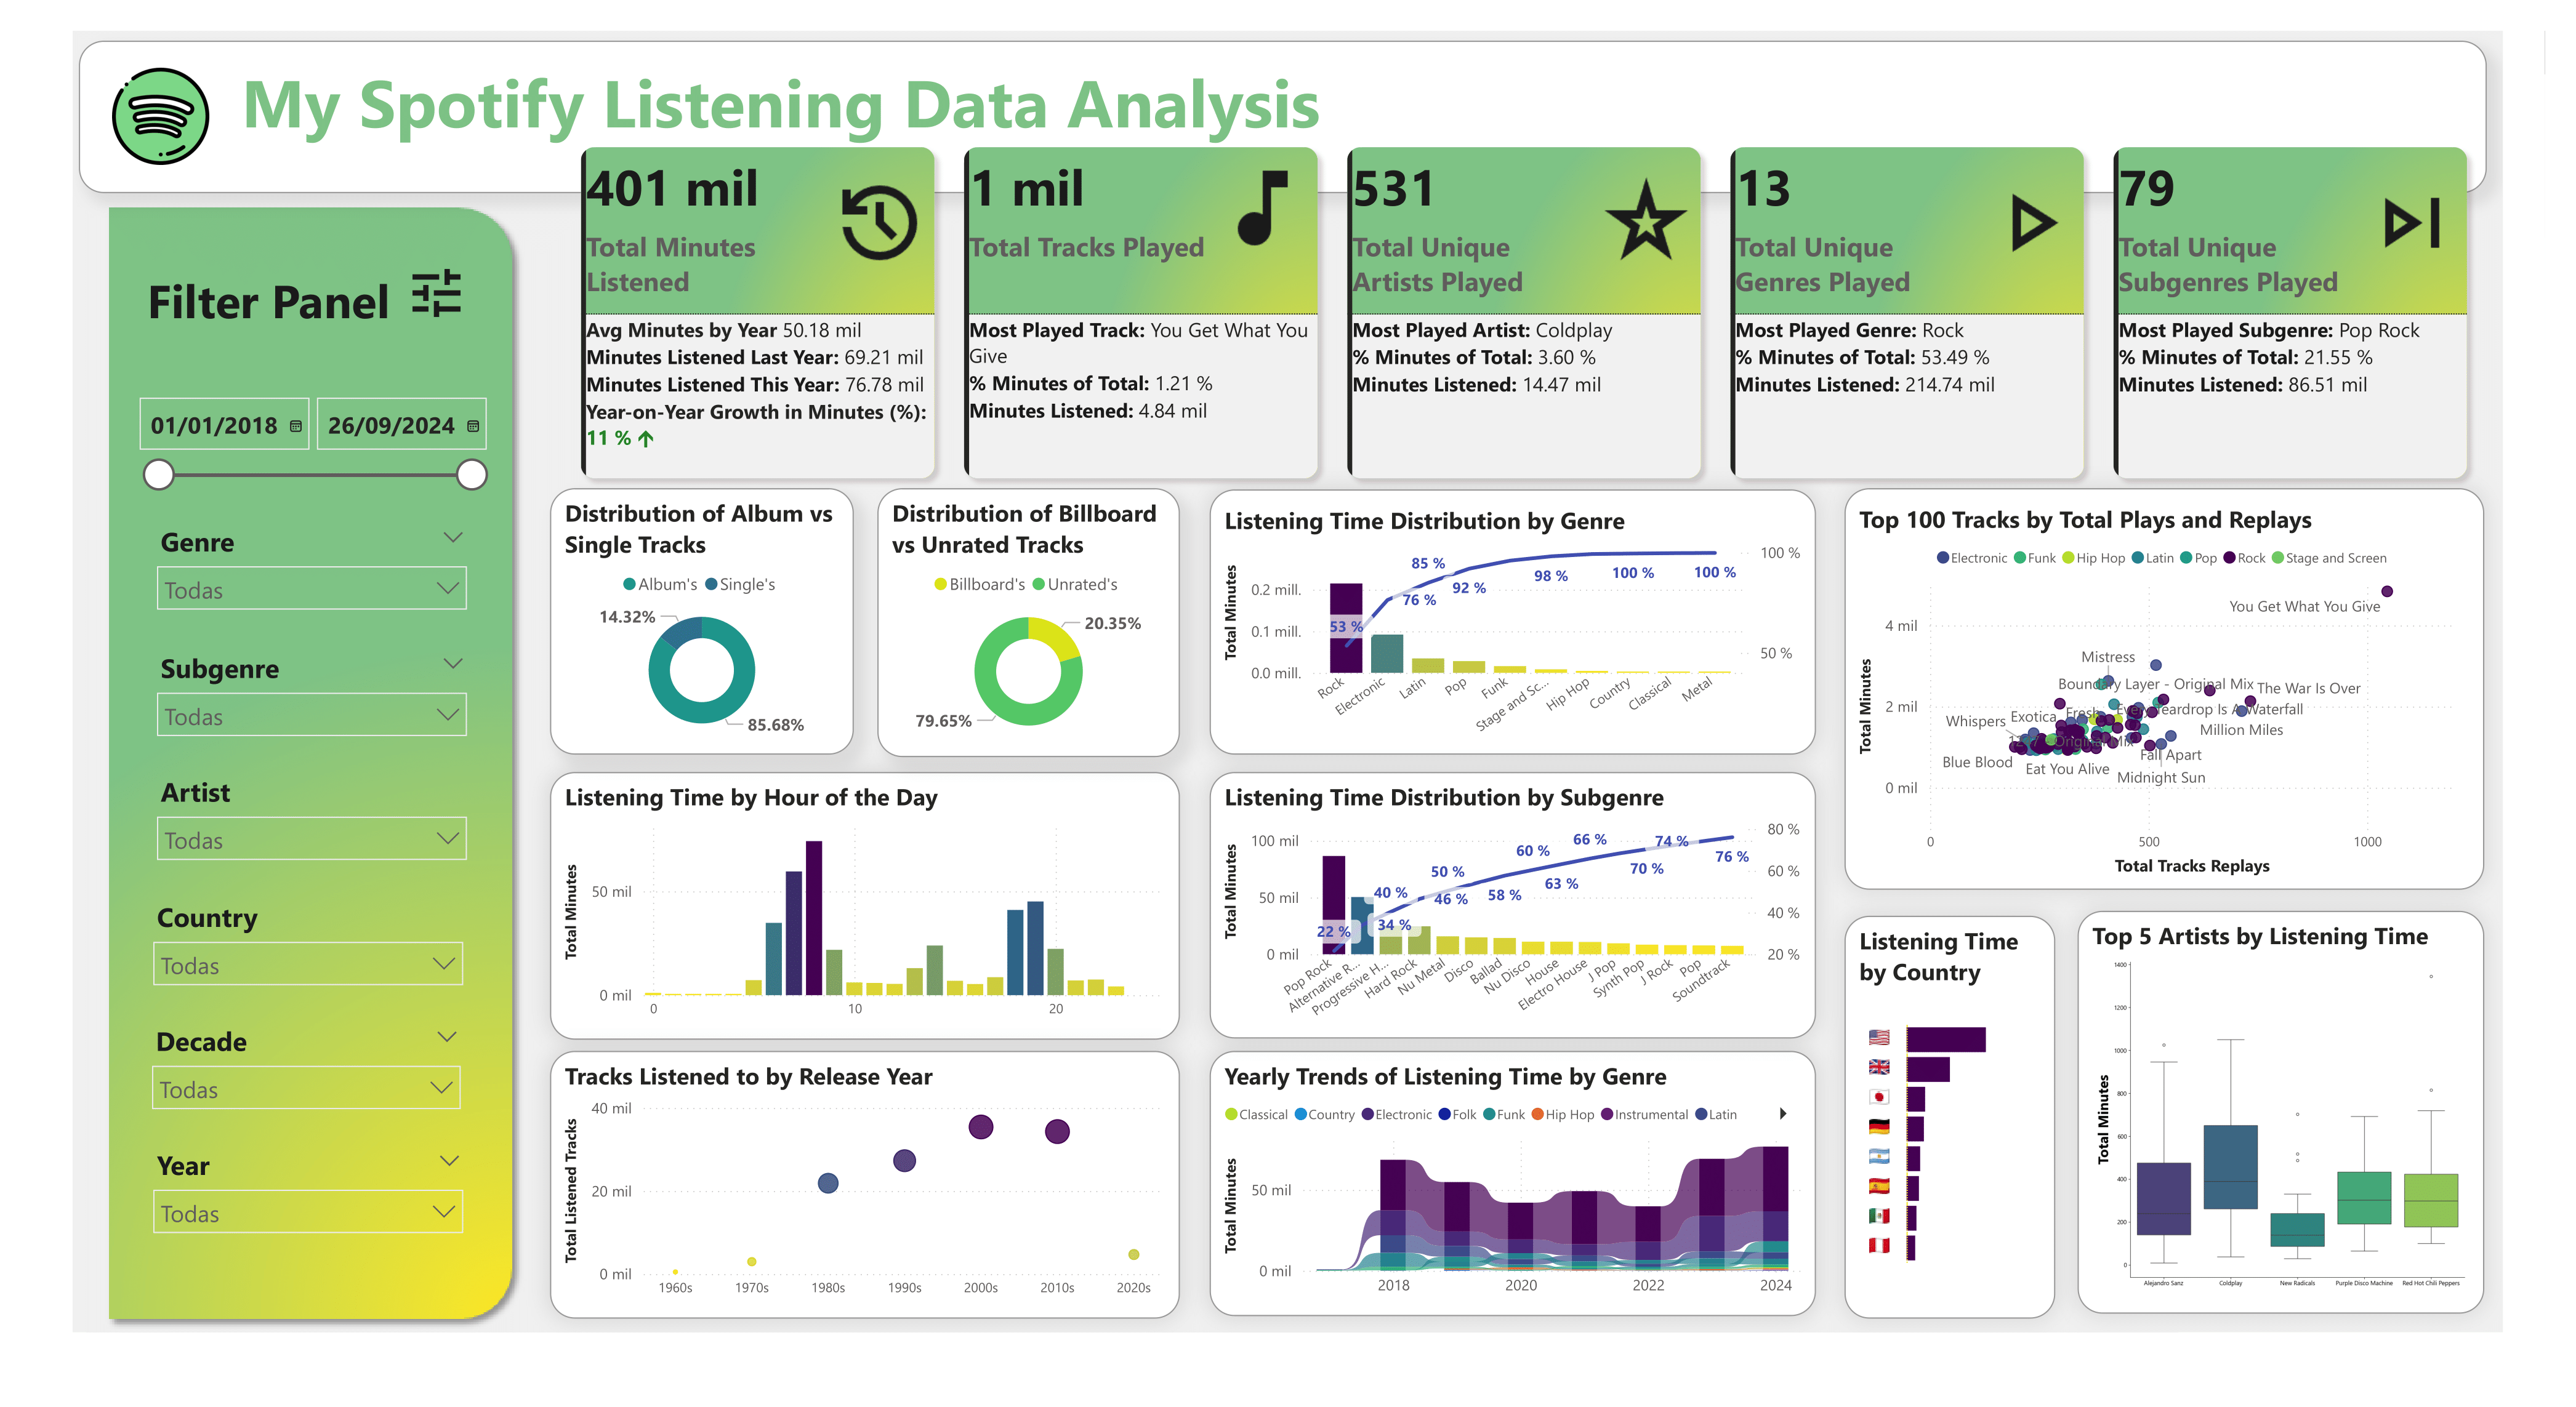 My Spotify Listening Data Analysis
401 mil
Total Minutes
Listened
Avg Minutes by Year 50.18 mil
Minutes Listened Last Year: 69.21 mil
Minutes Listened This Year: 76.78 mil
Year-on-Year Growth in Minutes (%):
11 % ↑
1 mil
Total Tracks Played
Most Played Track: You Get What You
Give
% Minutes of Total: 1.21 %
Minutes Listened: 4.84 mil
531
Total Unique
Artists Played
Most Played Artist: Coldplay
% Minutes of Total: 3.60 %
Minutes Listened: 14.47 mil
13
Total Unique
Genres Played
Most Played Genre: Rock
% Minutes of Total: 53.49 %
Minutes Listened: 214.74 mil
79
Total Unique
Subgenres Played
Most Played Subgenre: Pop Rock
% Minutes of Total: 21.55 %
Minutes Listened: 86.51 mil
Filter Panel
01/01/2018 26/09/2024
Genre
Todas
Subgenre
Todas
Artist
Todas
Country
Todas
Decade
Todas
Year
Todas
Distribution of Album vs
Single Tracks
Album's Single's
14.32%
85.68%
Distribution of Billboard
vs Unrated Tracks
Billboard's Unrated's
20.35%
79.65%
Listening Time Distribution by Genre
Total Minutes
0.2 mill.
0.1 mill.
0.0 mill.
100 %
50 %
53 % 76 % 85 % 92 % 98 % 100 % 100 %
Rock Electronic Latin Pop Funk Stage and Sc... Hip Hop Country Classical Metal
Top 100 Tracks by Total Plays and Replays
Electronic Funk Hip Hop Latin Pop Rock Stage and Screen
Total Minutes
4 mil
2 mil
0 mil
You Get What You Give
Mistress
Boundary Layer - Original Mix
The War Is Over
Every Teardrop Is A Waterfall
Whispers
Exotica
Fresh
Million Miles
Original Mix
Fall Apart
Blue Blood
Eat You Alive
Midnight Sun
0 500 1000
Total Tracks Replays
Listening Time by Hour of the Day
Total Minutes
50 mil
0 mil
0 10 20
Listening Time Distribution by Subgenre
Total Minutes
100 mil
50 mil
0 mil
80 %
60 %
40 %
20 %
22 % 34 % 40 % 46 % 50 % 58 % 60 % 63 % 66 % 70 % 74 % 76 %
Pop Rock Alternative R... Progressive H... Hard Rock Nu Metal Disco Ballad Nu Disco House Electro House J Pop Synth Pop J Rock Pop Soundtrack
Tracks Listened to by Release Year
Total Listened Tracks
40 mil
20 mil
0 mil
1960s 1970s 1980s 1990s 2000s 2010s 2020s
Yearly Trends of Listening Time by Genre
Classical Country Electronic Folk Funk Hip Hop Instrumental Latin
Total Minutes
50 mil
0 mil
2018 2020 2022 2024
Listening Time
by Country
Top 5 Artists by Listening Time
Total Minutes
1400
1200
1000
800
600
400
200
0
Alejandro Sanz Coldplay New Radicals Purple Disco Machine Red Hot Chili Peppers